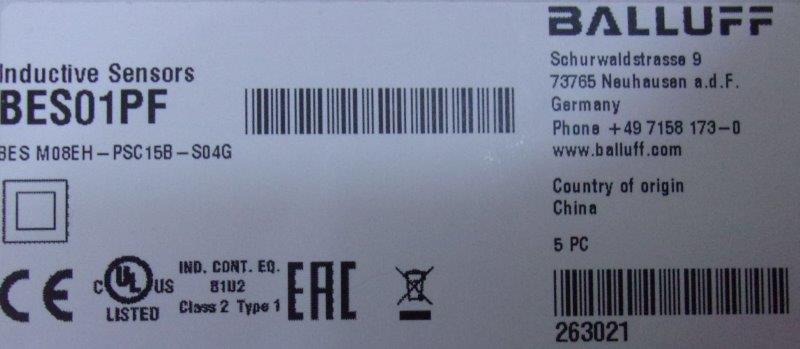 BALLUFF
Inductive Sensors
BES01PF
BES M08EH-PSC15B-S04G
Schurwaldstrasse 9
73765 Neuhausen a.d.F.
Germany
Phone +49 7158 173-0
www.balluff.com
Country of origin
China
5 PC
CE
C UL US
LISTED
IND. CONT. EQ.
81U2
Class 2 Type 1
EAC
263021